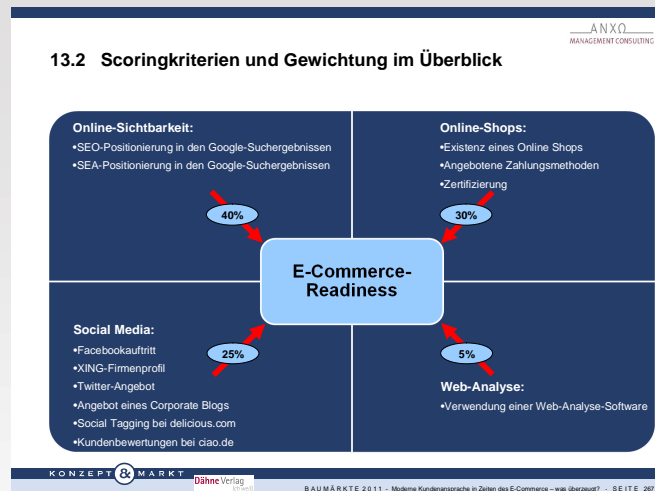 ANXO
MANAGEMENT CONSULTING
13.2 Scoringkriterien und Gewichtung im Überblick
Online-Sichtbarkeit:
•SEO-Positionierung in den Google-Suchergebnissen
•SEA-Positionierung in den Google-Suchergebnissen
40%
Online-Shops:
•Existenz eines Online Shops
•Angebotene Zahlungsmethoden
•Zertifizierung
30%
E-Commerce-
Readiness
Social Media:
•Facebookauftritt
•XING-Firmenprofil
•Twitter-Angebot
•Angebot eines Corporate Blogs
•Social Tagging bei delicious.com
•Kundenbewertungen bei ciao.de
25%
5%
Web-Analyse:
•Verwendung einer Web-Analyse-Software
KONZEPT & MARKT
Dähne Verlag
BAUMÄRKTE 2011 - Moderne Kundenansprache in Zeiten des E-Commerce – was überzeugt? - SEITE 267